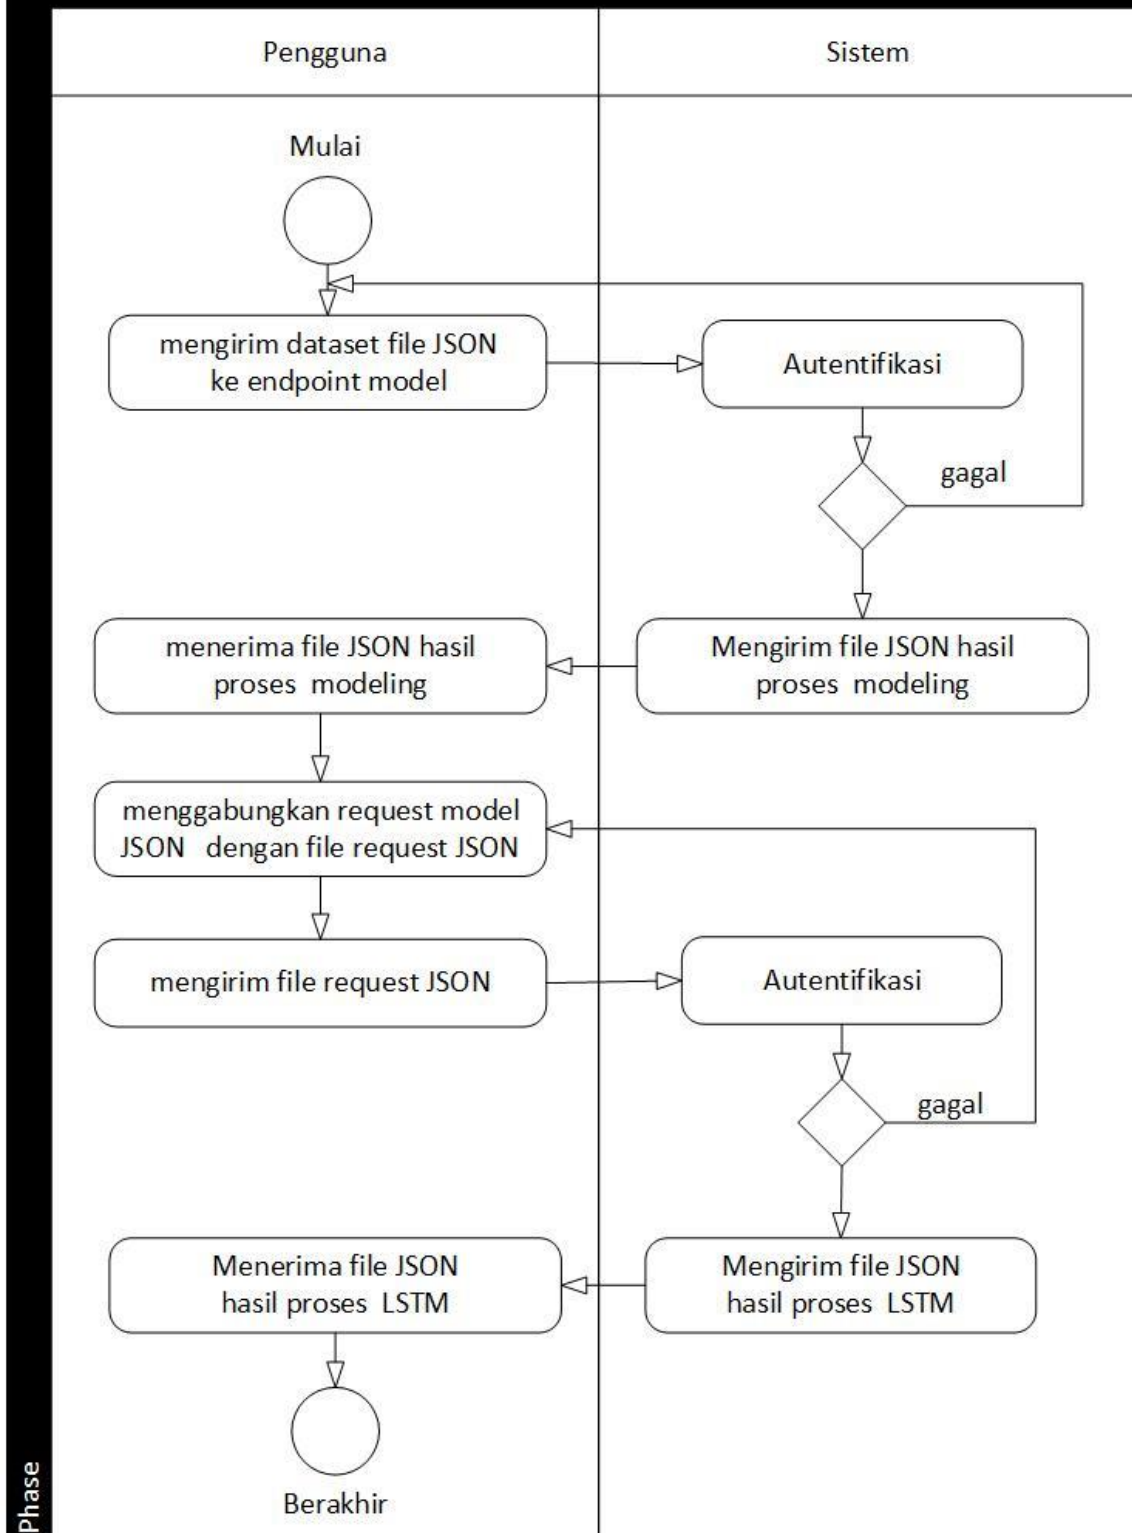 Pengguna
Sistem
Mulai
mengirim dataset file JSON
ke endpoint model
Autentifikasi
gagal
menerima file JSON hasil
proses modeling
Mengirim file JSON hasil
proses modeling
menggabungkan request model
JSON dengan file request JSON
mengirim file request JSON
Autentifikasi
gagal
Menerima file JSON
hasil proses LSTM
Mengirim file JSON
hasil proses LSTM
Berakhir
Phase